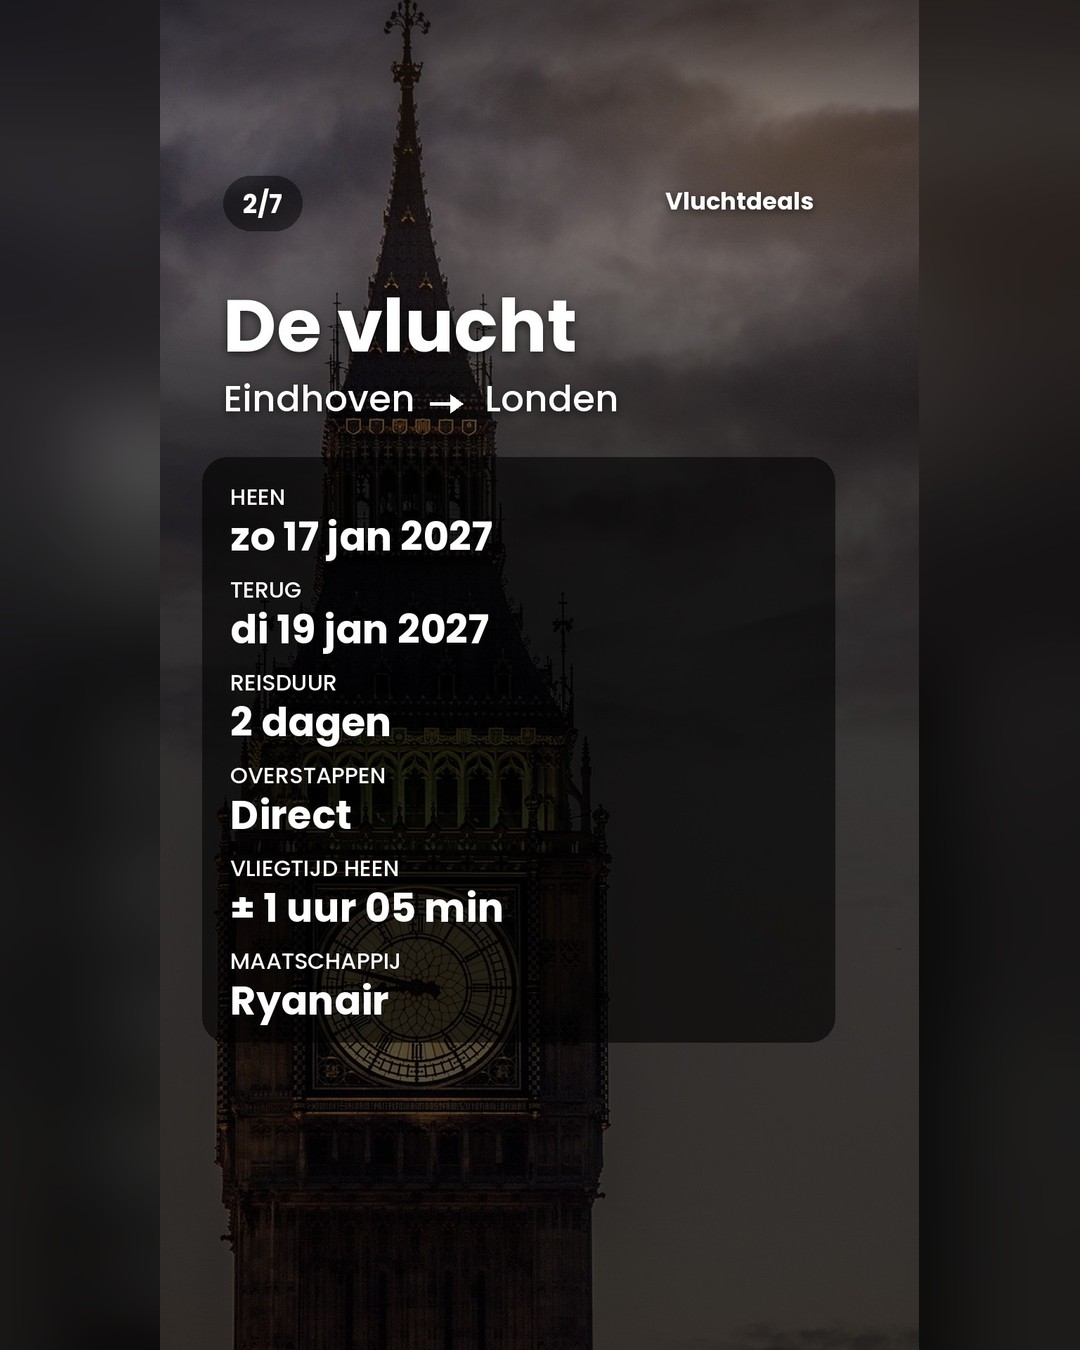 2/7
Vluchtdeals
De vlucht
Eindhoven → Londen
HEEN
zo 17 jan 2027
TERUG
di 19 jan 2027
REISDUUR
2 dagen
OVERSTAPPEN
Direct
VLIEGTIJD HEEN
± 1 uur 05 min
MAATSCHAPPIJ
Ryanair